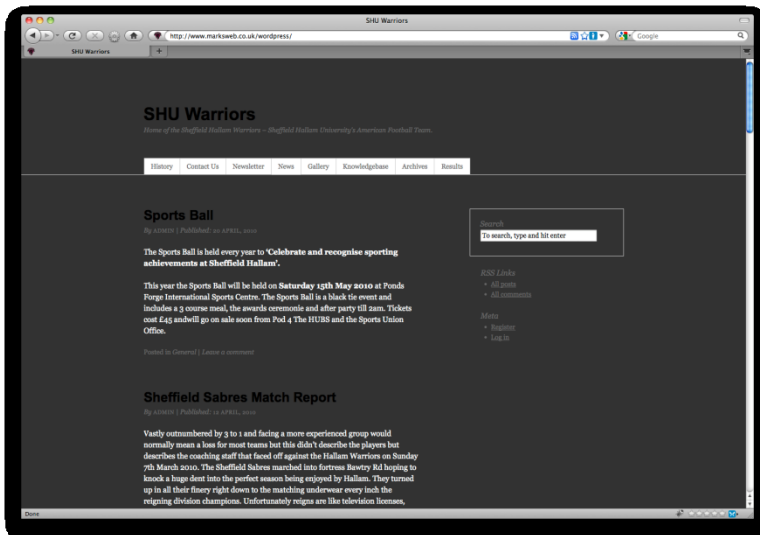 SHU Warriors
http://www.marksweb.co.uk/wordpress/
Google
SHU Warriors
SHU Warriors
Home of the Sheffield Hallam Warriors – Sheffield Hallam University's American Football Team.
History Contact Us Newsletter News Gallery Knowledgebase Archives Results
Sports Ball
By ADMIN | Published: 20 APRIL, 2010
The Sports Ball is held every year to 'Celebrate and recognise sporting
achievements at Sheffield Hallam'.
This year the Sports Ball will be held on Saturday 15th May 2010 at Ponds
Forge International Sports Centre. The Sports Ball is a black tie event and
includes a 3 course meal, the awards ceremonie and after party till 2am. Tickets
cost £45 andwill go on sale soon from Pod 4 The HUBS and the Sports Union
Office.
Posted in General | Leave a comment
Sheffield Sabres Match Report
By ADMIN | Published: 12 APRIL, 2010
Vastly outnumbered by 3 to 1 and facing a more experienced group would
normally mean a loss for most teams but this didn't describe the players but
describes the coaching staff that faced off against the Hallam Warriors on Sunday
7th March 2010. The Sheffield Sabres marched into fortress Bawtry Rd hoping to
knock a huge dent into the perfect season being enjoyed by Hallam. They turned
up in all their finery right down to the matching underwear every inch the
reigning division champions. Unfortunately reigns are like television licenses,
Search
To search, type and hit enter
RSS Links
All posts
All comments
Meta
Register
Log in
Done